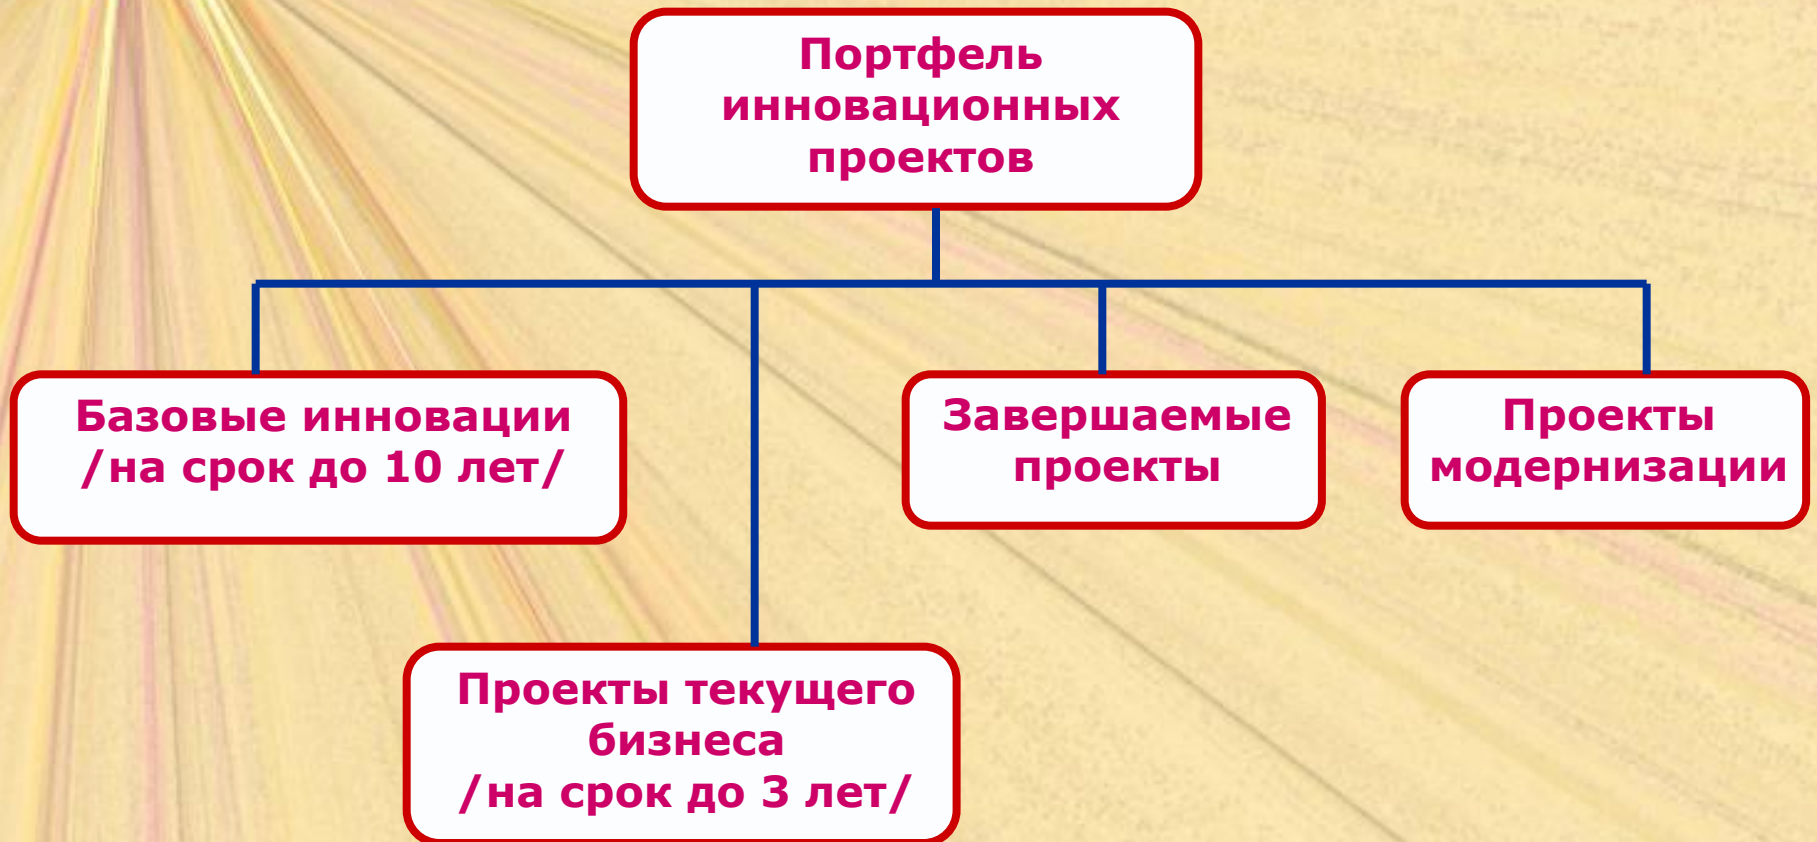 Портфель
инновационных
проектов
Базовые инновации
/на срок до 10 лет/
Завершаемые
проекты
Проекты
модернизации
Проекты текущего
бизнеса
/на срок до 3 лет/